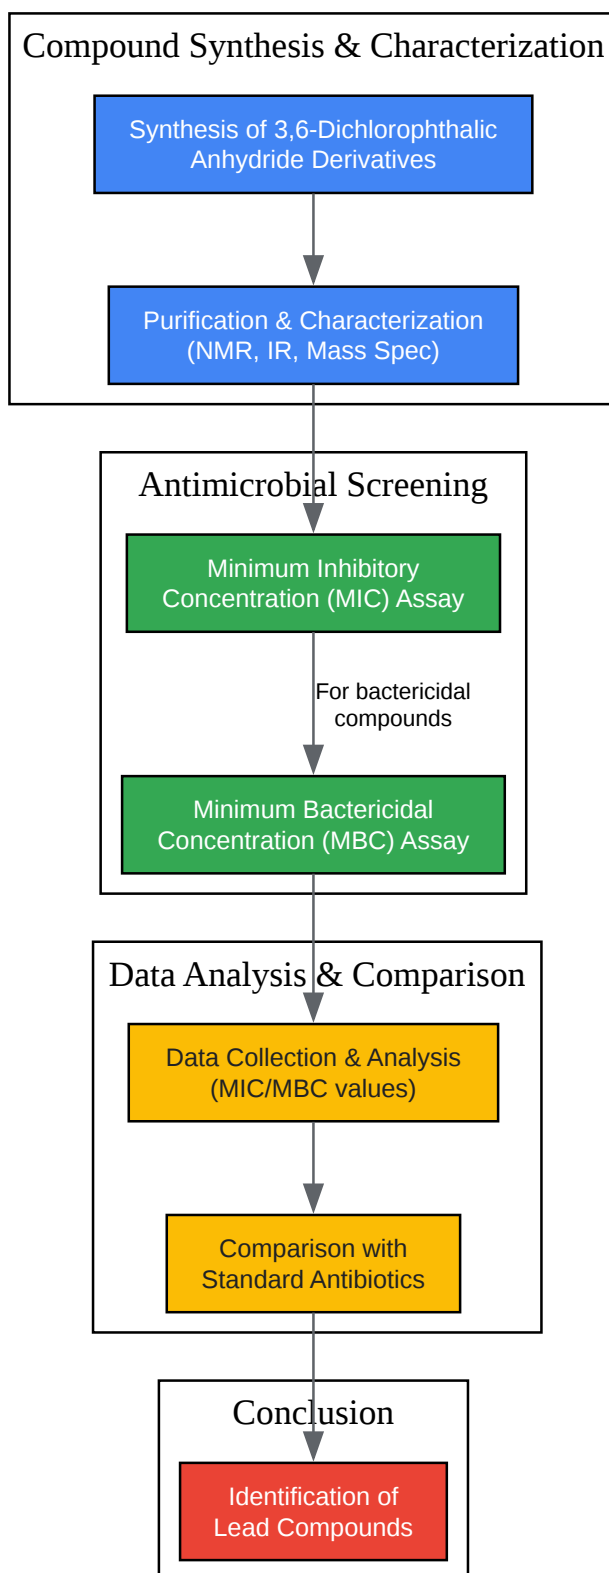 Compound Synthesis & Characterization
Synthesis of 3,6-Dichlorophthalic
Anhydride Derivatives
Purification & Characterization
(NMR, IR, Mass Spec)
Antimicrobial Screening
Minimum Inhibitory
Concentration (MIC) Assay
For bactericidal
compounds
Minimum Bactericidal
Concentration (MBC) Assay
Data Analysis & Comparison
Data Collection & Analysis
(MIC/MBC values)
Comparison with
Standard Antibiotics
Conclusion
Identification of
Lead Compounds